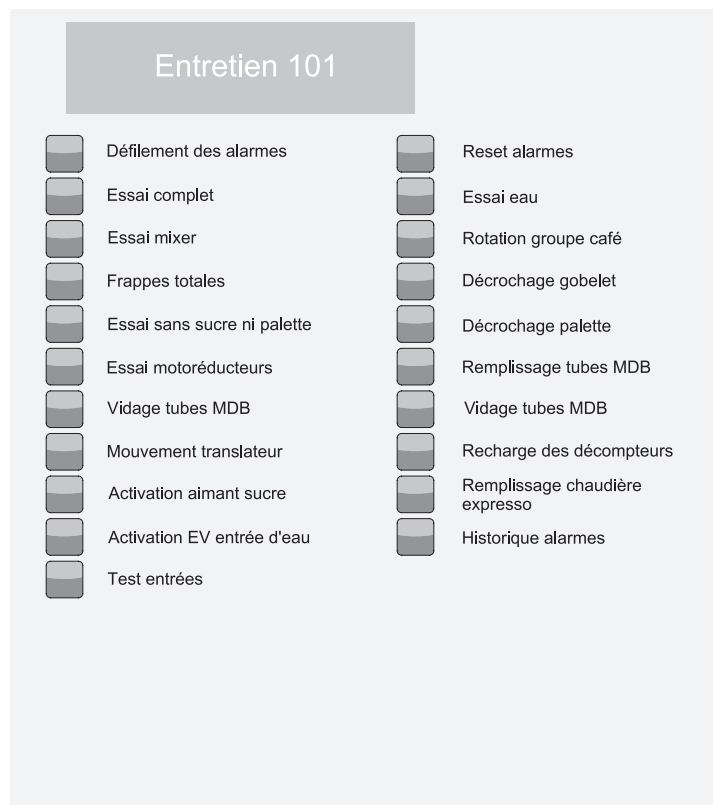 Entretien 101
Défilement des alarmes
Essai complet
Essai mixer
Frappes totales
Essai sans sucre ni palette
Essai motoréducteurs
Vidage tubes MDB
Mouvement translateur
Activation aimant sucre
Activation EV entrée d'eau
Test entrées
Reset alarmes
Essai eau
Rotation groupe café
Décrochage gobelet
Décrochage palette
Remplissage tubes MDB
Vidage tubes MDB
Recharge des décompteurs
Remplissage chaudière
expresso
Historique alarmes